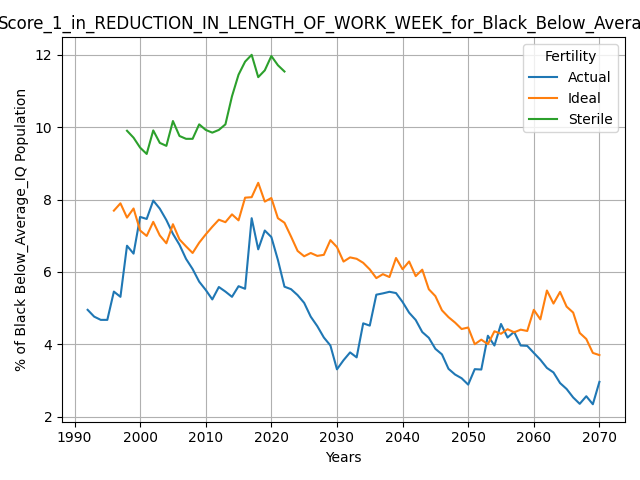 Score_1_in_REDUCTION_IN_LENGTH_OF_WORK_WEEK_for_Black_Below_Avera
% of Black Below_Average_IQ Population
12
10
8
6
4
2
Fertility
Actual
Ideal
Sterile
1990 2000 2010 2020 2030 2040 2050 2060 2070
Years